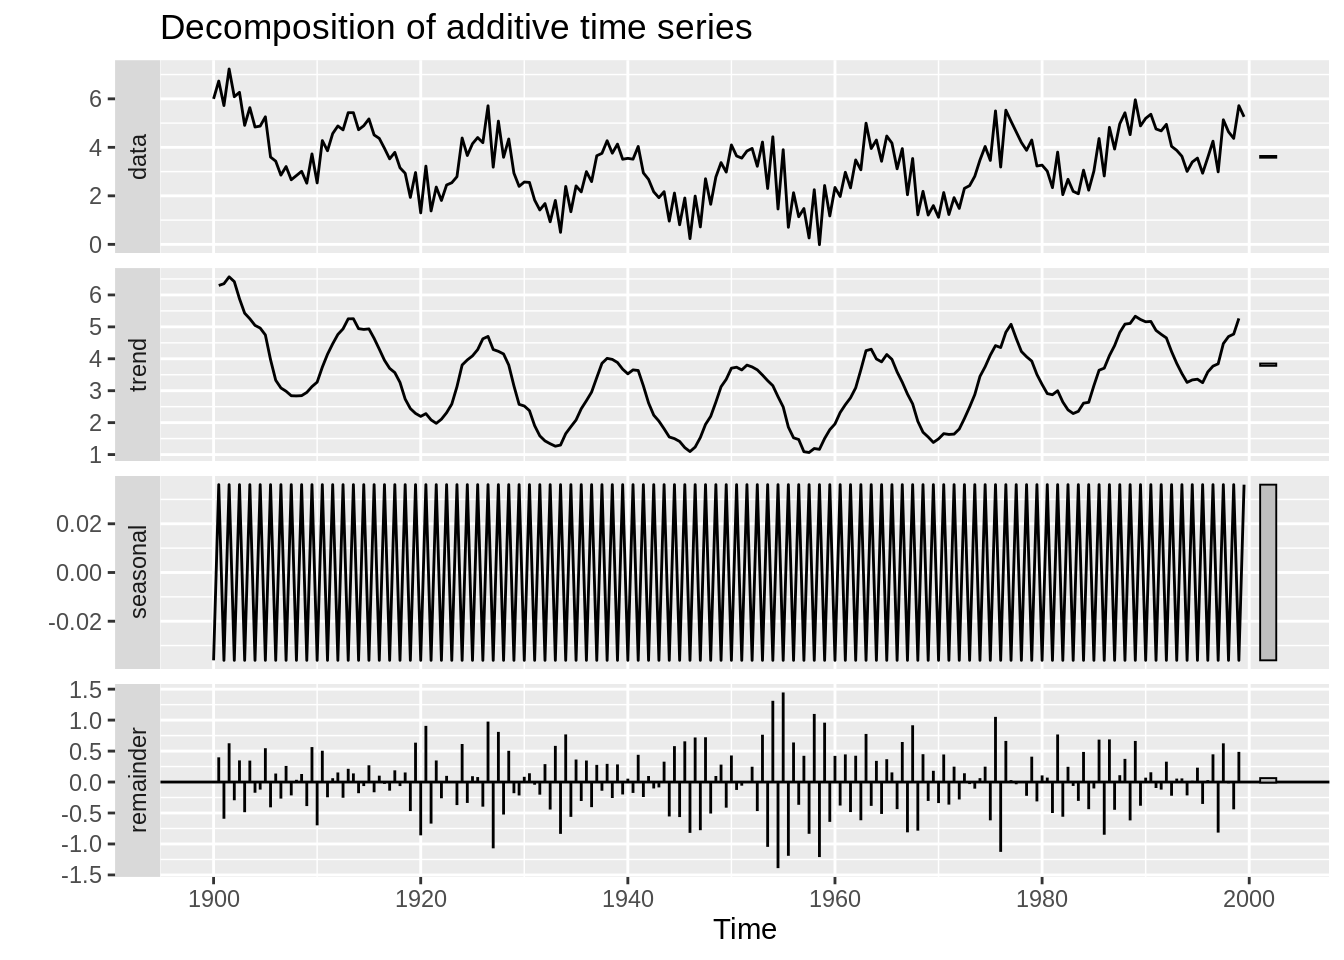 Decomposition of additive time series
data
6
4
2
0
trend
6
5
4
3
2
1
seasonal
0.02
0.00
-0.02
remainder
1.5
1.0
0.5
0.0
-0.5
-1.0
-1.5
1900 1920 1940 1960 1980 2000
Time